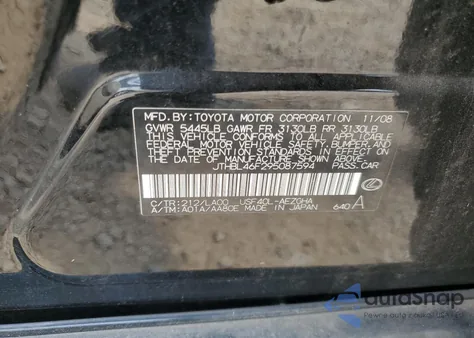 MFD.BY:TOYOTA MOTOR CORPORATION 11/08
GVWR 5445LB GAWR FR 3130LB RR 3130LB
THIS VEHICLE CONFORMS TO ALL APPLICABLE
FEDERAL MOTOR VEHICLE SAFETY, BUMPER, AND
THEFT PREVENTION STANDARDS IN EFFECT ON
THE DATE OF MANUFACTURE SHOWN ABOVE.
JTHBL46F295087594 PASS.CAR
C/TR:212/LA00 USF40L-AEZGHA
A/TM:A01A/AA80E MADE IN JAPAN 640 A
autoSnap